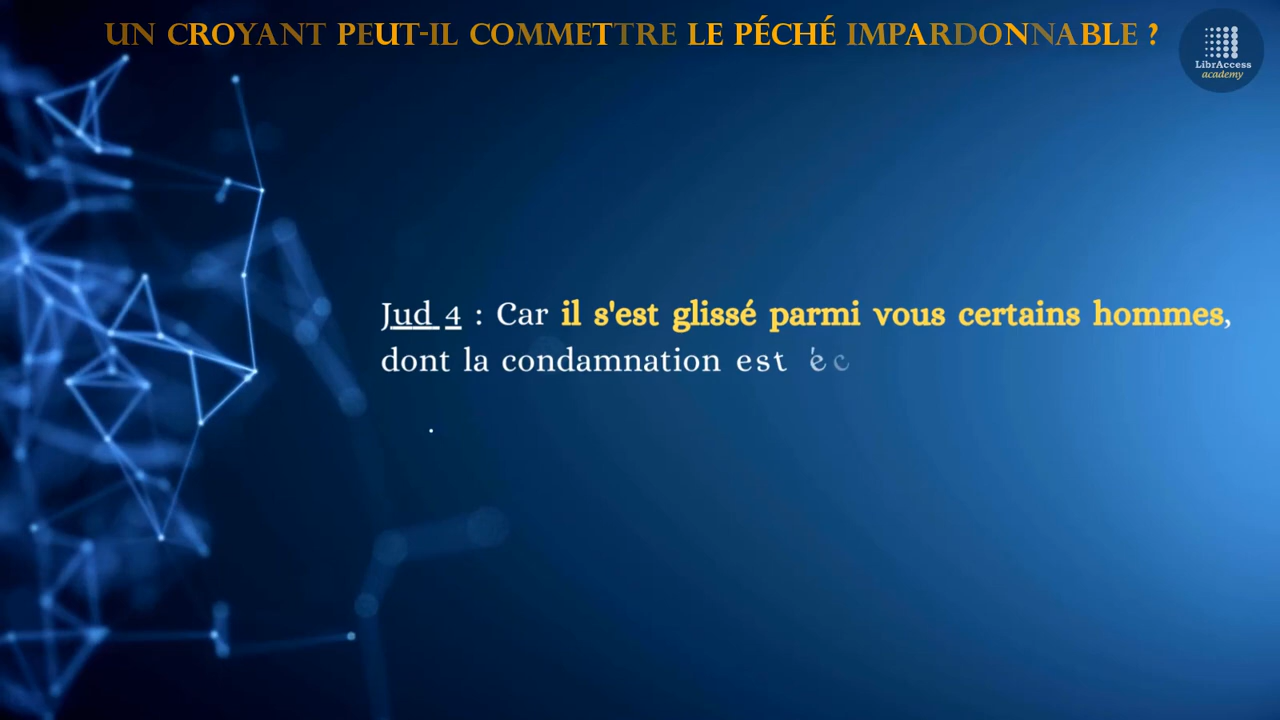 UN CROYANT PEUT-IL COMMETTRE LE PÉCHÉ IMPARDONNABLE ?
LibrAccess
academy
Jud 4 : Car il s'est glissé parmi vous certains hommes,
dont la condamnation est éc